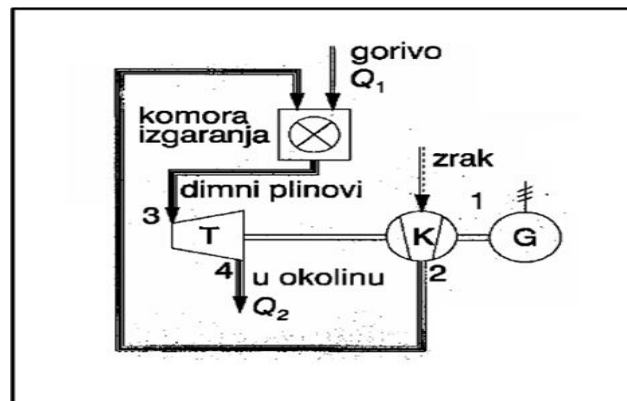 gorivo
Q₁
komora
izgaranja
zrak
dimni plinovi
1
3
T
K
G
4
u okolinu
2
Q₂